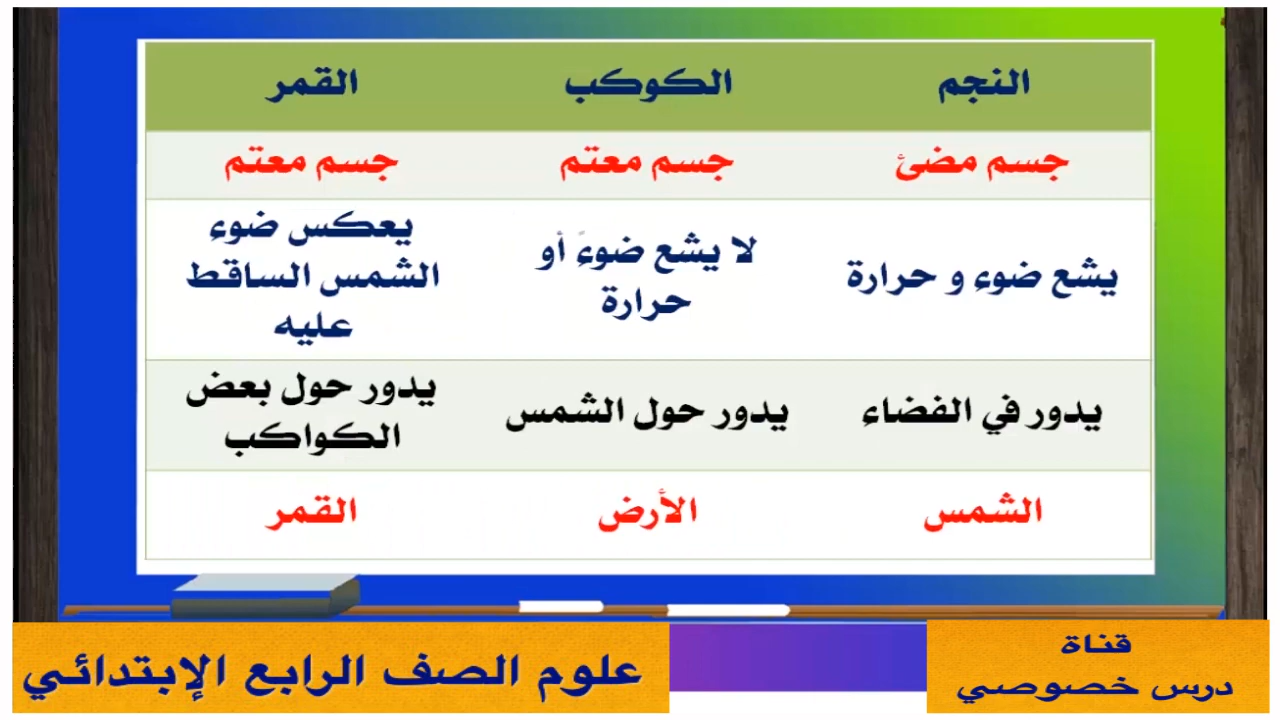 النجم الكوكب القمر
جسم مضئ جسم معتم جسم معتم
يشع ضوء و حرارة
لا يشع ضوءً أو
حرارة
يعكس ضوء
الشمس الساقط
عليه
يدور في الفضاء
يدور حول الشمس
يدور حول بعض
الكواكب
الشمس الأرض القمر
قناة
درس خصوصي
علوم الصف الرابع الإبتدائي